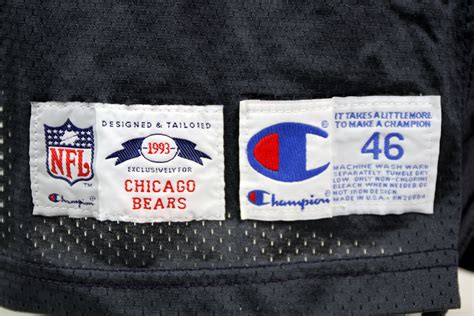 NFL
TM
Champion
DESIGNED & TAILORED
1993
EXCLUSIVELY FOR
CHICAGO
BEARS
Champion
IT TAKES A LITTLE MORE
TO MAKE A CHAMPION
46
MACHINE WASH WARM
SEPARATELY. TUMBLE DRY
LOW. ONLY NON-CHLORINE
BLEACH WHEN NEEDED. DO
NOT IRON DESIGN
MADE IN U.S.A.